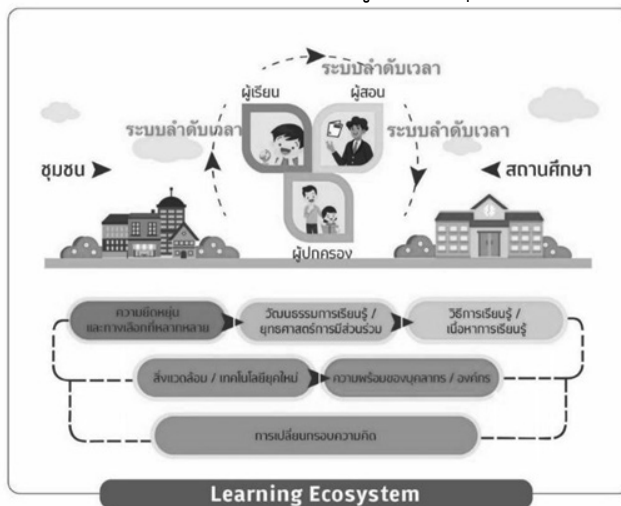 ระบบลำดับเวลา
ผู้เรียน ผู้สอน
ระบบลำดับเวลา ระบบลำดับเวลา
ชุมชน สถานศึกษา
ผู้ปกครอง
ความยืดหยุ่น
และทางเลือกที่หลากหลาย
วัฒนธรรมการเรียนรู้ /
ยุทธศาสตร์การมีส่วนร่วม
วิธีการเรียนรู้ /
เนื้อหาการเรียนรู้
สิ่งแวดล้อม / เทคโนโลยียุคใหม่ ความพร้อมของบุคลากร / องค์กร
การเปลี่ยนกรอบความคิด
Learning Ecosystem